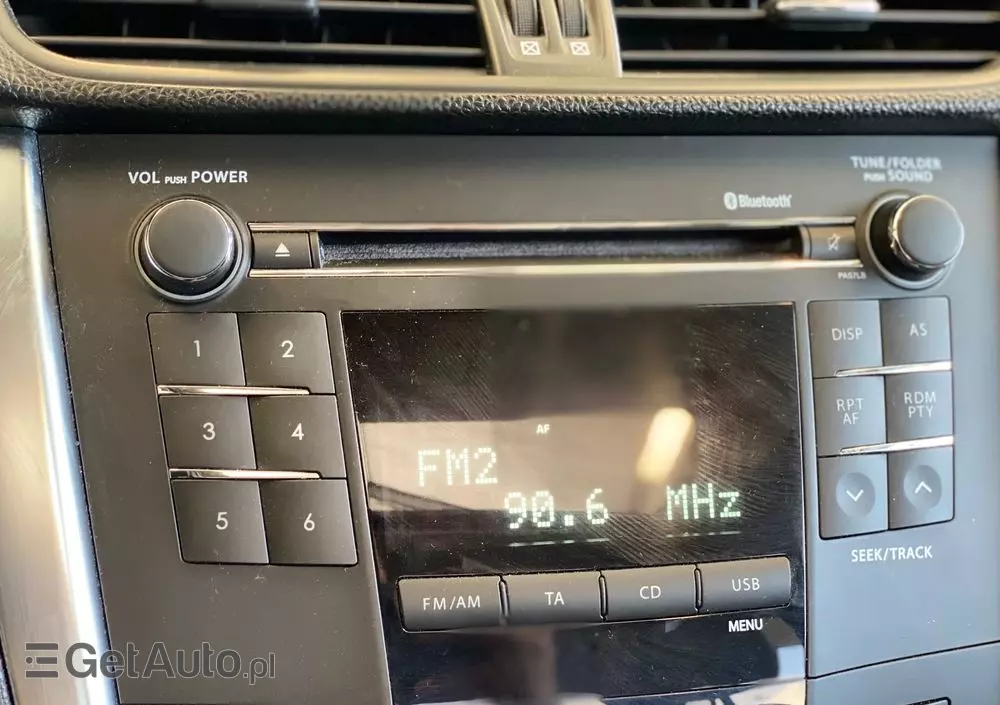 VOL PUSH POWER
TUNE/FOLDER
PUSH SOUND
Bluetooth
PA57LB
1
2
DISP
AS
3
4
RPT
AF
RDM
PTY
AF
FM2
90.6 MHz
5
6
SEEK/TRACK
FM/AM
TA
CD
USB
MENU
GetAuto.pl